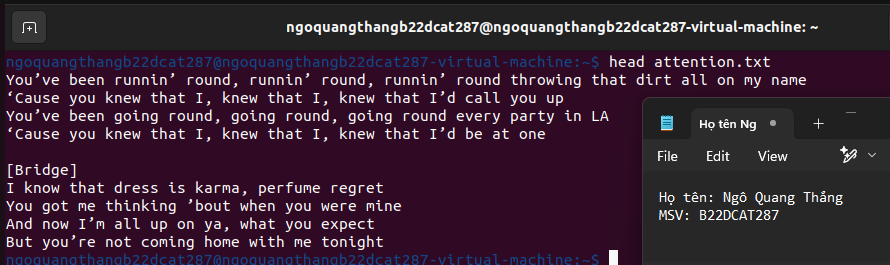 ngoquangthangb22dcat287@ngoquangthangb22dcat287-virtual-machine: ~
ngoquangthangb22dcat287@ngoquangthangb22dcat287-virtual-machine:~$ head attention.txt
You’ve been runnin’ round, runnin’ round, runnin’ round throwing that dirt all on my name
‘Cause you knew that I, knew that I, knew that I’d call you up
You’ve been going round, going round, going round every party in LA
‘Cause you knew that I, knew that I, knew that I’d be at one
[Bridge]
I know that dress is karma, perfume regret
You got me thinking ’bout when you were mine
And now I’m all up on ya, what you expect
But you’re not coming home with me tonight
ngoquangthangb22dcat287@ngoquangthangb22dcat287-virtual-machine:~$
Họ tên Ng
File Edit View
Họ tên: Ngô Quang Thắng
MSV: B22DCAT287